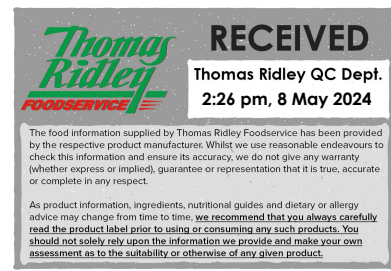 Thomas
Ridley
FOODSERVICE
RECEIVED
Thomas Ridley QC Dept.
2:26 pm, 8 May 2024
The food information supplied by Thomas Ridley Foodservice has been provided
by the respective product manufacturer. Whilst we use reasonable endeavours to
check this information and ensure its accuracy, we do not give any warranty
(whether express or implied), guarantee or representation that it is true, accurate
or complete in any respect.
As product information, ingredients, nutritional guides and dietary or allergy
advice may change from time to time, we recommend that you always carefully
read the product label prior to using or consuming any such products. You
should not solely rely upon the information we provide and make your own
assessment as to the suitability or otherwise of any given product.